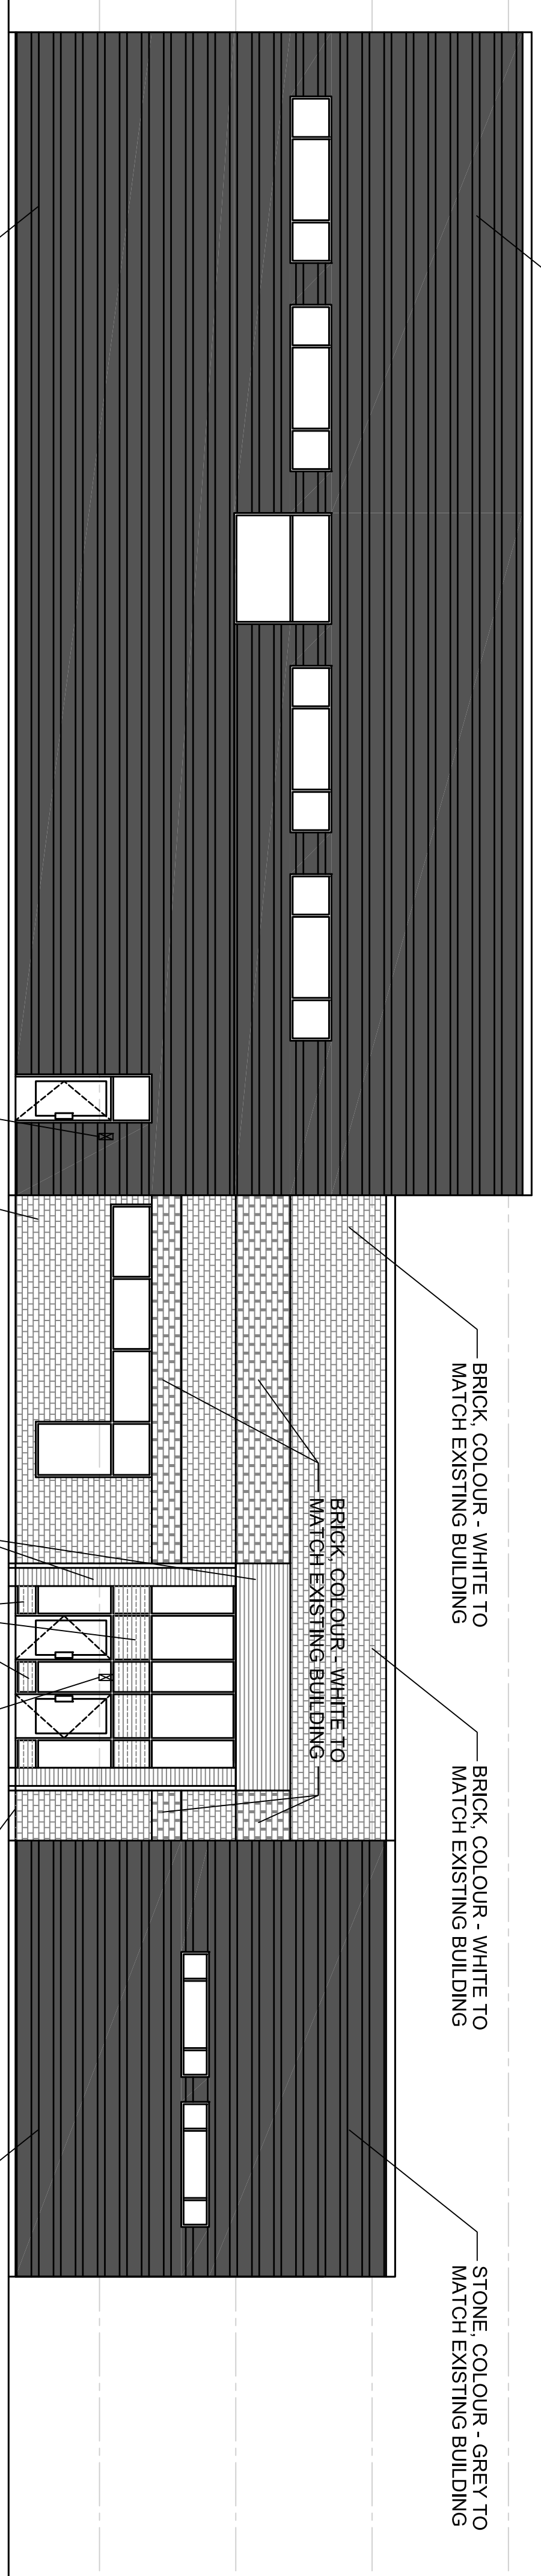 BRICK, COLOUR - WHITE TO
MATCH EXISTING BUILDING
BRICK, COLOUR - WHITE TO
MATCH EXISTING BUILDING
BRICK, COLOUR - WHITE TO
MATCH EXISTING BUILDING
STONE, COLOUR - GREY TO
MATCH EXISTING BUILDING